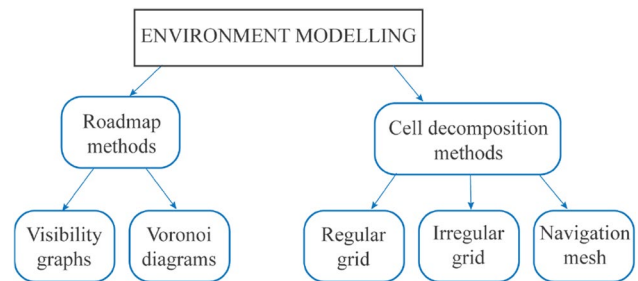 ENVIRONMENT MODELLING
Roadmap
methods
Cell decomposition
methods
Visibility
graphs
Voronoi
diagrams
Regular
grid
Irregular
grid
Navigation
mesh